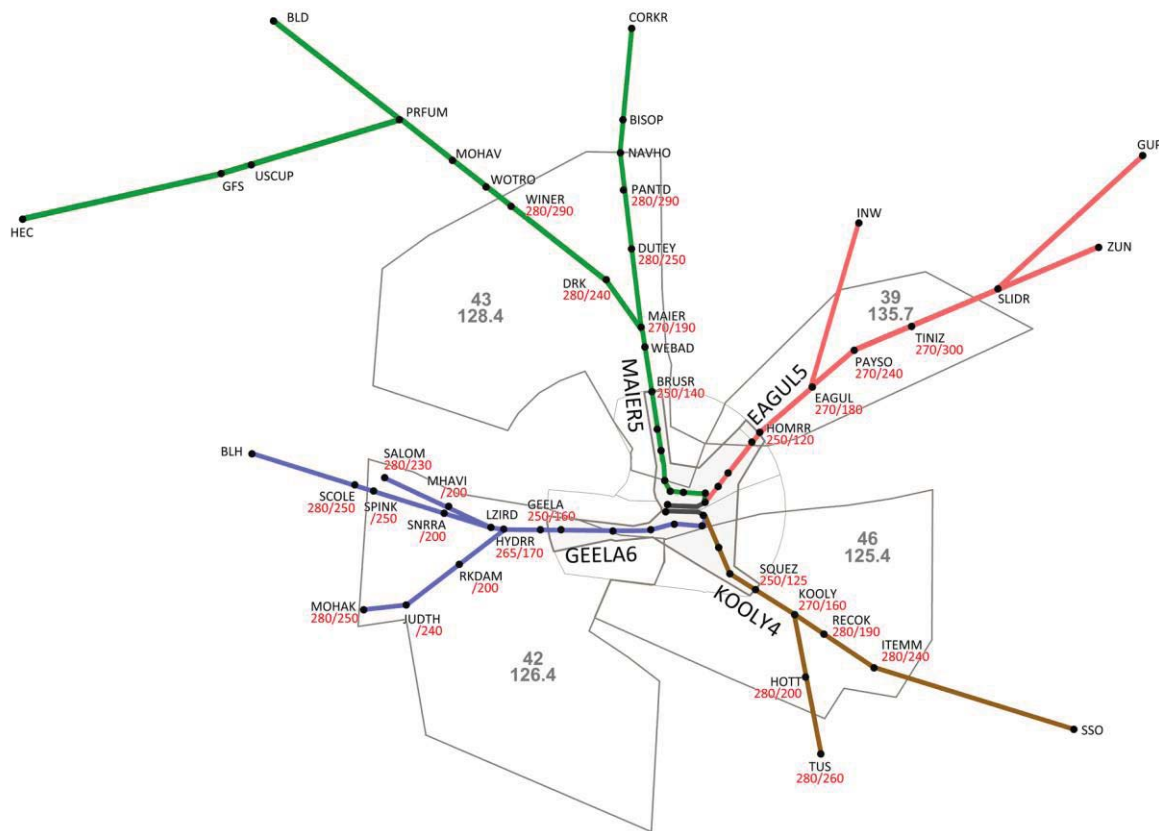 BLD
CORKR
PRFUM
BISOP
GUP
MOHAV
NAVHO
USCUP
GFS
WOTRO
PANTD
280/290
WINER
280/290
HEC
INW
DUTEY
280/250
ZUN
DRK
280/240
SLIDR
43
128.4
39
135.7
MAIER
270/190
WEBAD
TINIZ
270/300
PAYSO
270/240
MAIER5
BRUSR
250/140
EAGUL5
EAGUL
270/180
HOMRR
250/120
BLH
SALOM
280/230
MHAVI
/200
SCOLE
280/250
SPINK
/250
SNRRA
/200
LZIRD
GEELA
250/160
HYDRR
265/170
GEELA6
46
125.4
RKDAM
/200
SQUEZ
250/125
KOOLY
270/160
KOOLY4
MOHAK
280/250
JUDTH
/240
RECOK
280/190
ITEMM
280/240
42
126.4
HOTT
280/200
SSO
TUS
280/260